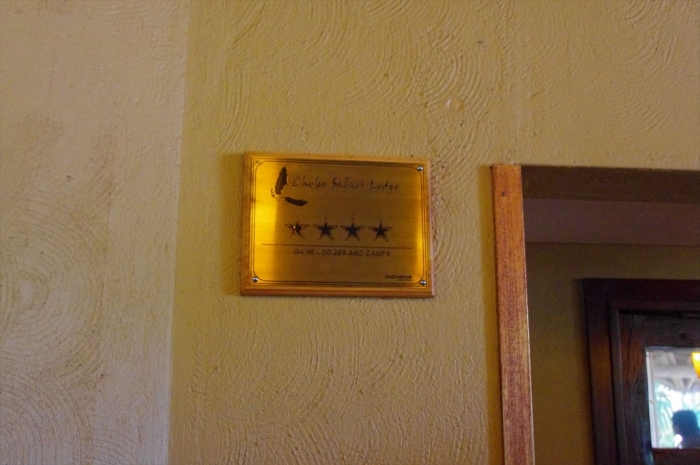 Chobe Safari Lodge
GAME LODGES AND CAMPS